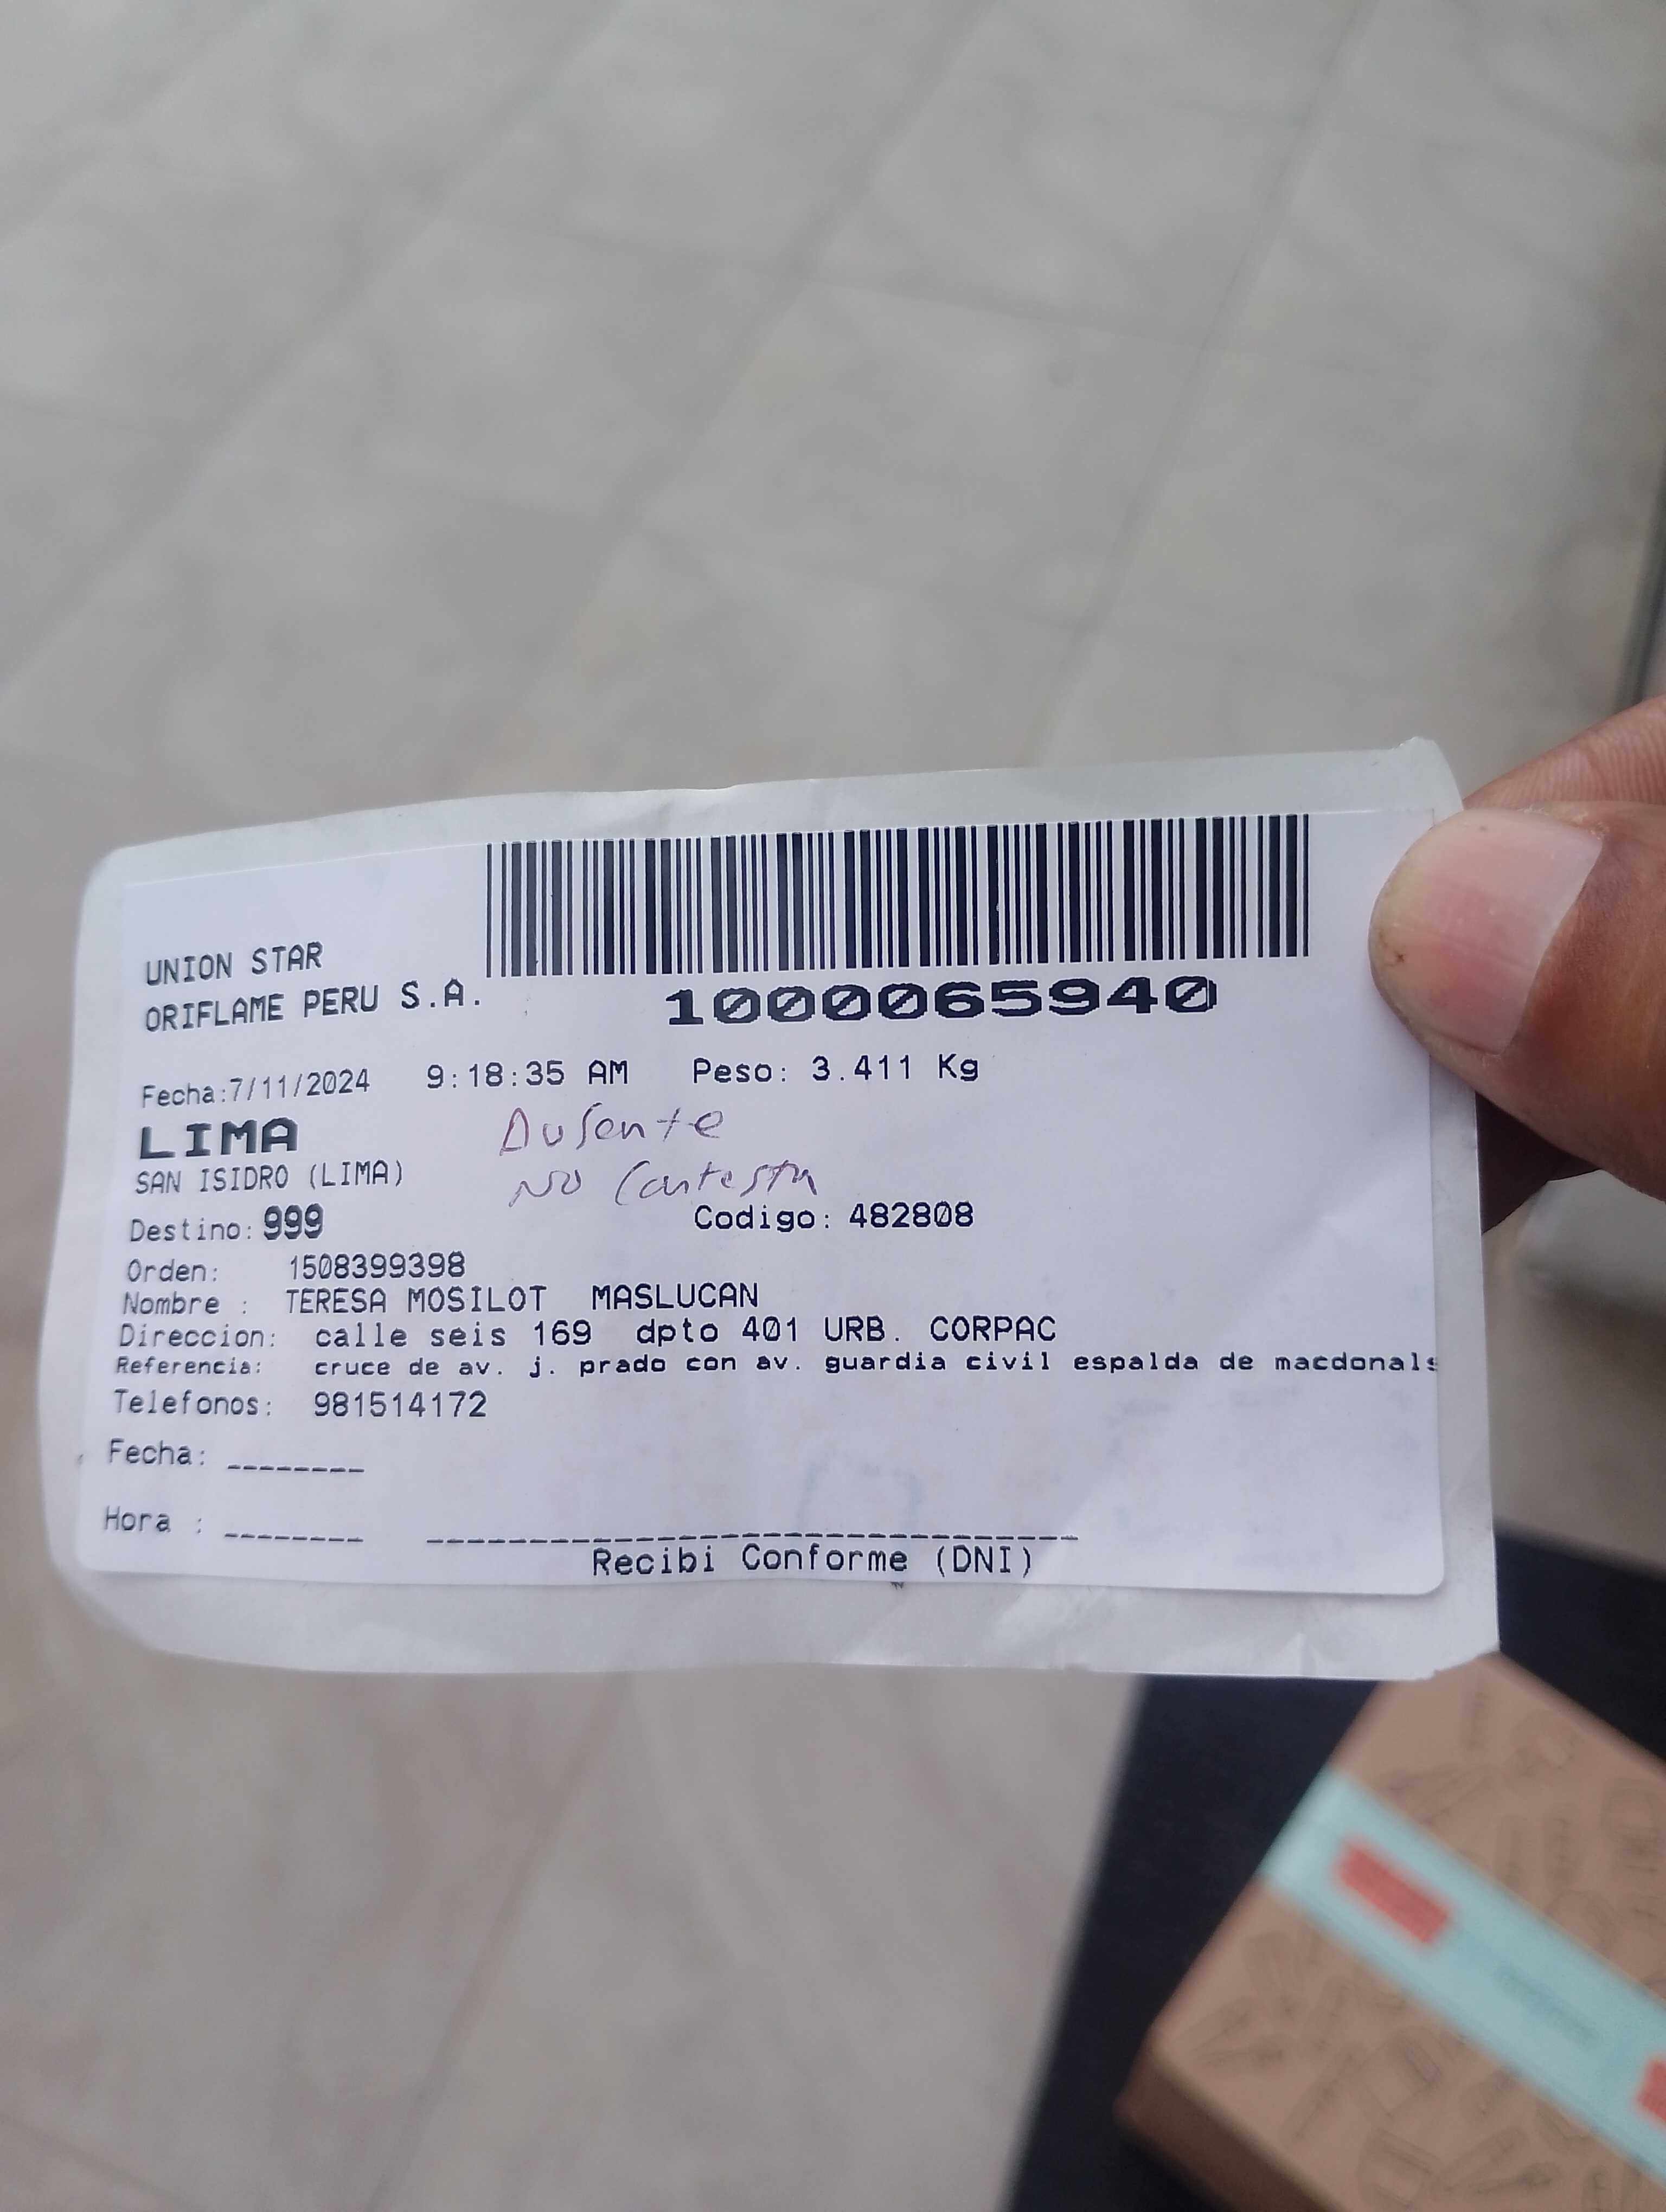 UNION STAR
ORIFLAME PERU S.A.
1000065940
Fecha:7/11/2024 9:18:35 AM Peso: 3.411 Kg
LIMA
Ausente
SAN ISIDRO (LIMA)
No Contesta
Destino: 999 Codigo: 482808
Orden: 1508399398
Nombre : TERESA MOSILOT MASLUCAN
Direccion: calle seis 169 dpto 401 URB. CORPAC
Referencia: cruce de av. j. prado con av. guardia civil espalda de macdonals
Telefonos: 981514172
Fecha: ________
Hora : ________
Recibi Conforme (DNI)